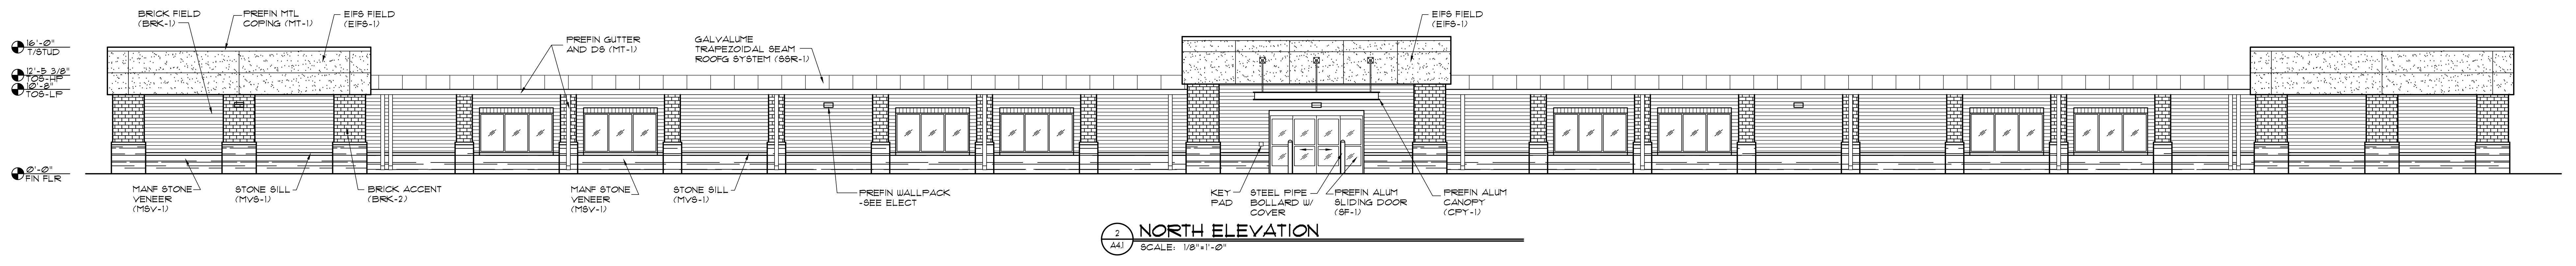 BRICK FIELD
(BRK-1)
PREFIN MTL
COPING (MT-1)
EIFS FIELD
(EIFS-1)
PREFIN GUTTER
AND DS (MT-1)
GALVALUME
TRAPEZOIDAL SEAM
ROOFG SYSTEM (SSR-1)
EIFS FIELD
(EIFS-1)
16'-0"
T/STUD
12'-5 3/8"
TOS-HP
10'-8"
TOS-LP
0'-0"
FIN FLR
MANF STONE
VENEER
(MSV-1)
STONE SILL
(MVS-1)
BRICK ACCENT
(BRK-2)
MANF STONE
VENEER
(MSV-1)
STONE SILL
(MVS-1)
PREFIN WALLPACK
-SEE ELECT
KEY
PAD
STEEL PIPE
BOLLARD W/
COVER
PREFIN ALUM
SLIDING DOOR
(SF-1)
PREFIN ALUM
CANOPY
(CPY-1)
2
A4.1
NORTH ELEVATION
SCALE: 1/8"=1'-0"